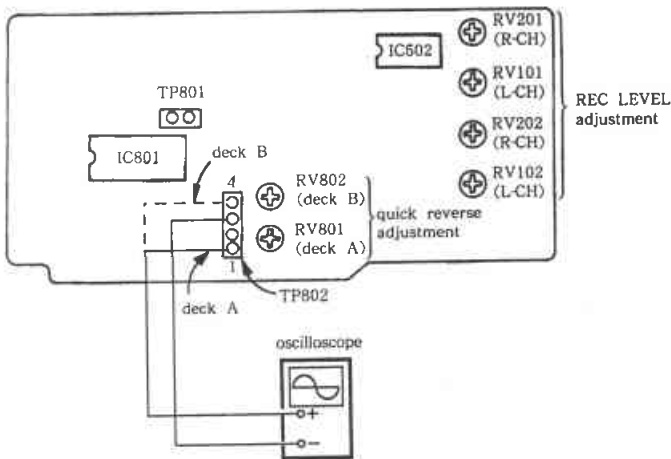 RV201
(R-CH)
IC602
RV101
(L-CH)
REC LEVEL
adjustment
TP801
RV202
(R-CH)
IC801
deck B
RV102
(L-CH)
4
RV802
(deck B)
quick reverse
adjustment
RV801
(deck A)
1
TP802
deck A
oscilloscope
+
−